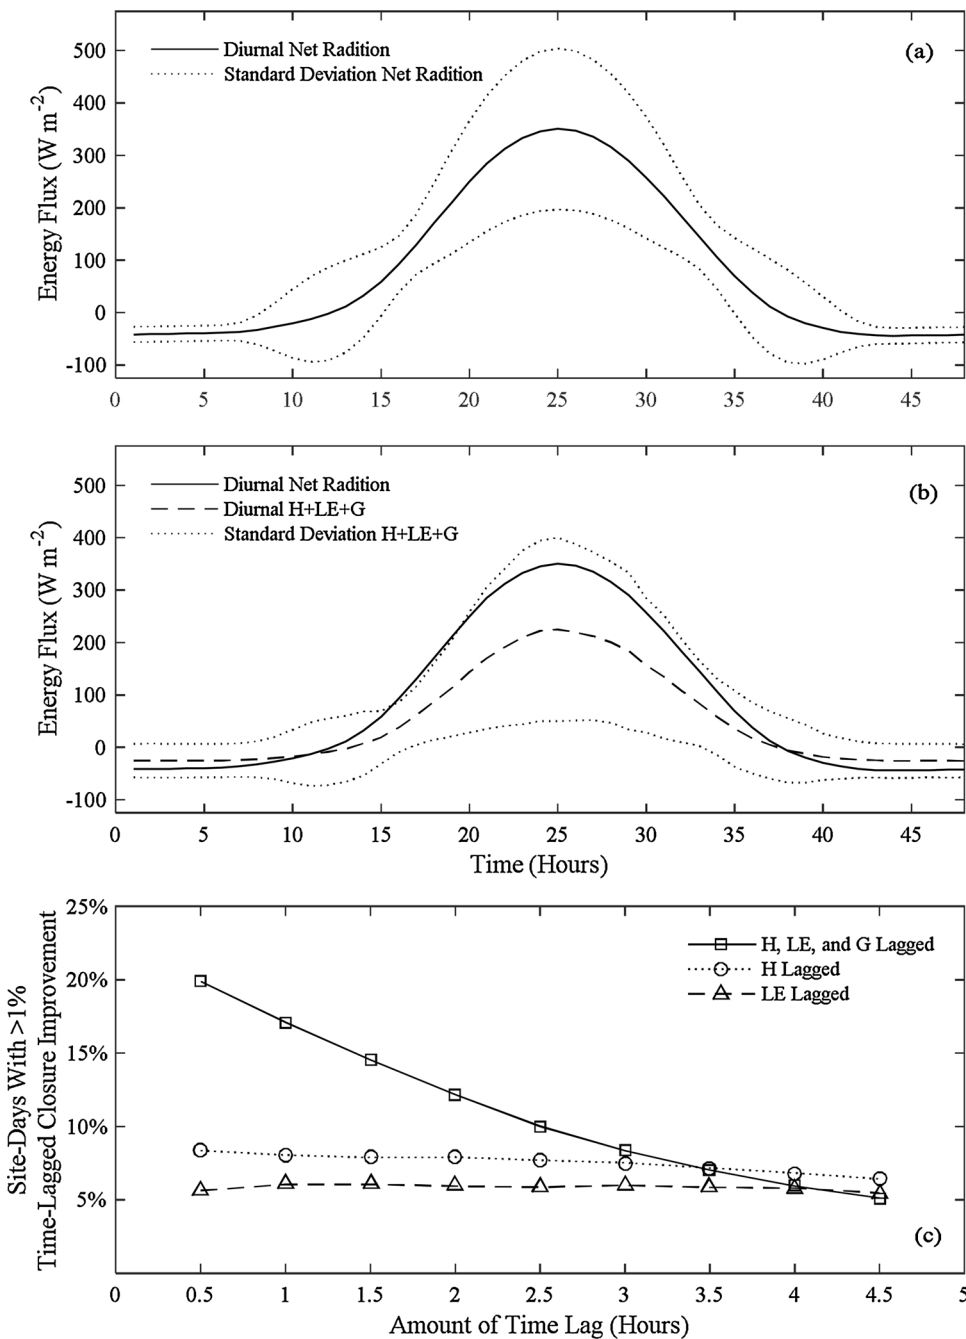 500
400
300
200
100
0
-100
Energy Flux (W m-2)
Diurnal Net Radition
Standard Deviation Net Radition
(a)
0 5 10 15 20 25 30 35 40 45
500
400
300
200
100
0
-100
Energy Flux (W m-2)
Diurnal Net Radition
Diurnal H+LE+G
Standard Deviation H+LE+G
(b)
0 5 10 15 20 25 30 35 40 45
Time (Hours)
25%
20%
15%
10%
5%
Site-Days With >1%
Time-Lagged Closure Improvement
H, LE, and G Lagged
H Lagged
LE Lagged
(c)
0.5 1 1.5 2 2.5 3 3.5 4 4.5 5
Amount of Time Lag (Hours)